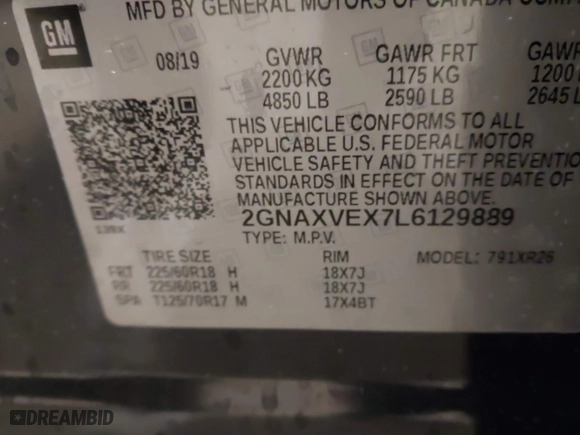 MFD BY GENERAL MOTORS OF CANADA COMP
GM
08/19
GVWR GAWR FRT GAWR
2200 KG 1175 KG 1200
4850 LB 2590 LB 2645 L
THIS VEHICLE CONFORMS TO ALL
APPLICABLE U.S. FEDERAL MOTOR
VEHICLE SAFETY AND THEFT PREVENTIO
STANDARDS IN EFFECT ON THE DATE OF
MANUFACTURE SHOWN ABOVE.
139X
2GNAXVEX7L6129889
TYPE: M.P.V.
MODEL: 791XR26
TIRE SIZE RIM
FRT 225/60R18 H 18X7J
RR 225/60R18 H 18X7J
SPA T125/70R17 M 17X4BT
DREAMBID